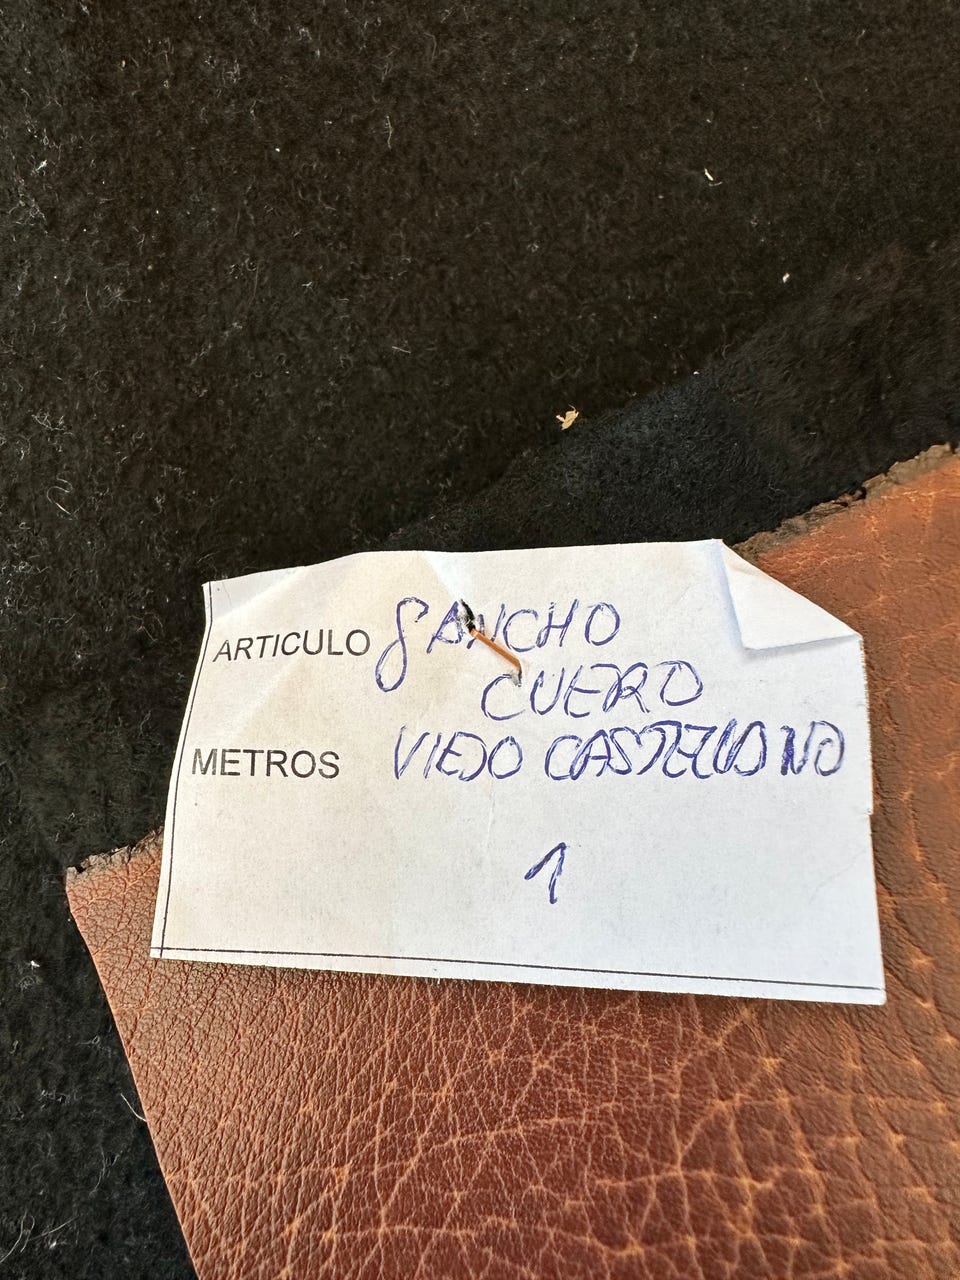 ARTICULO SANCHO
CUERO
METROS VIEJO CASTELLANO
1